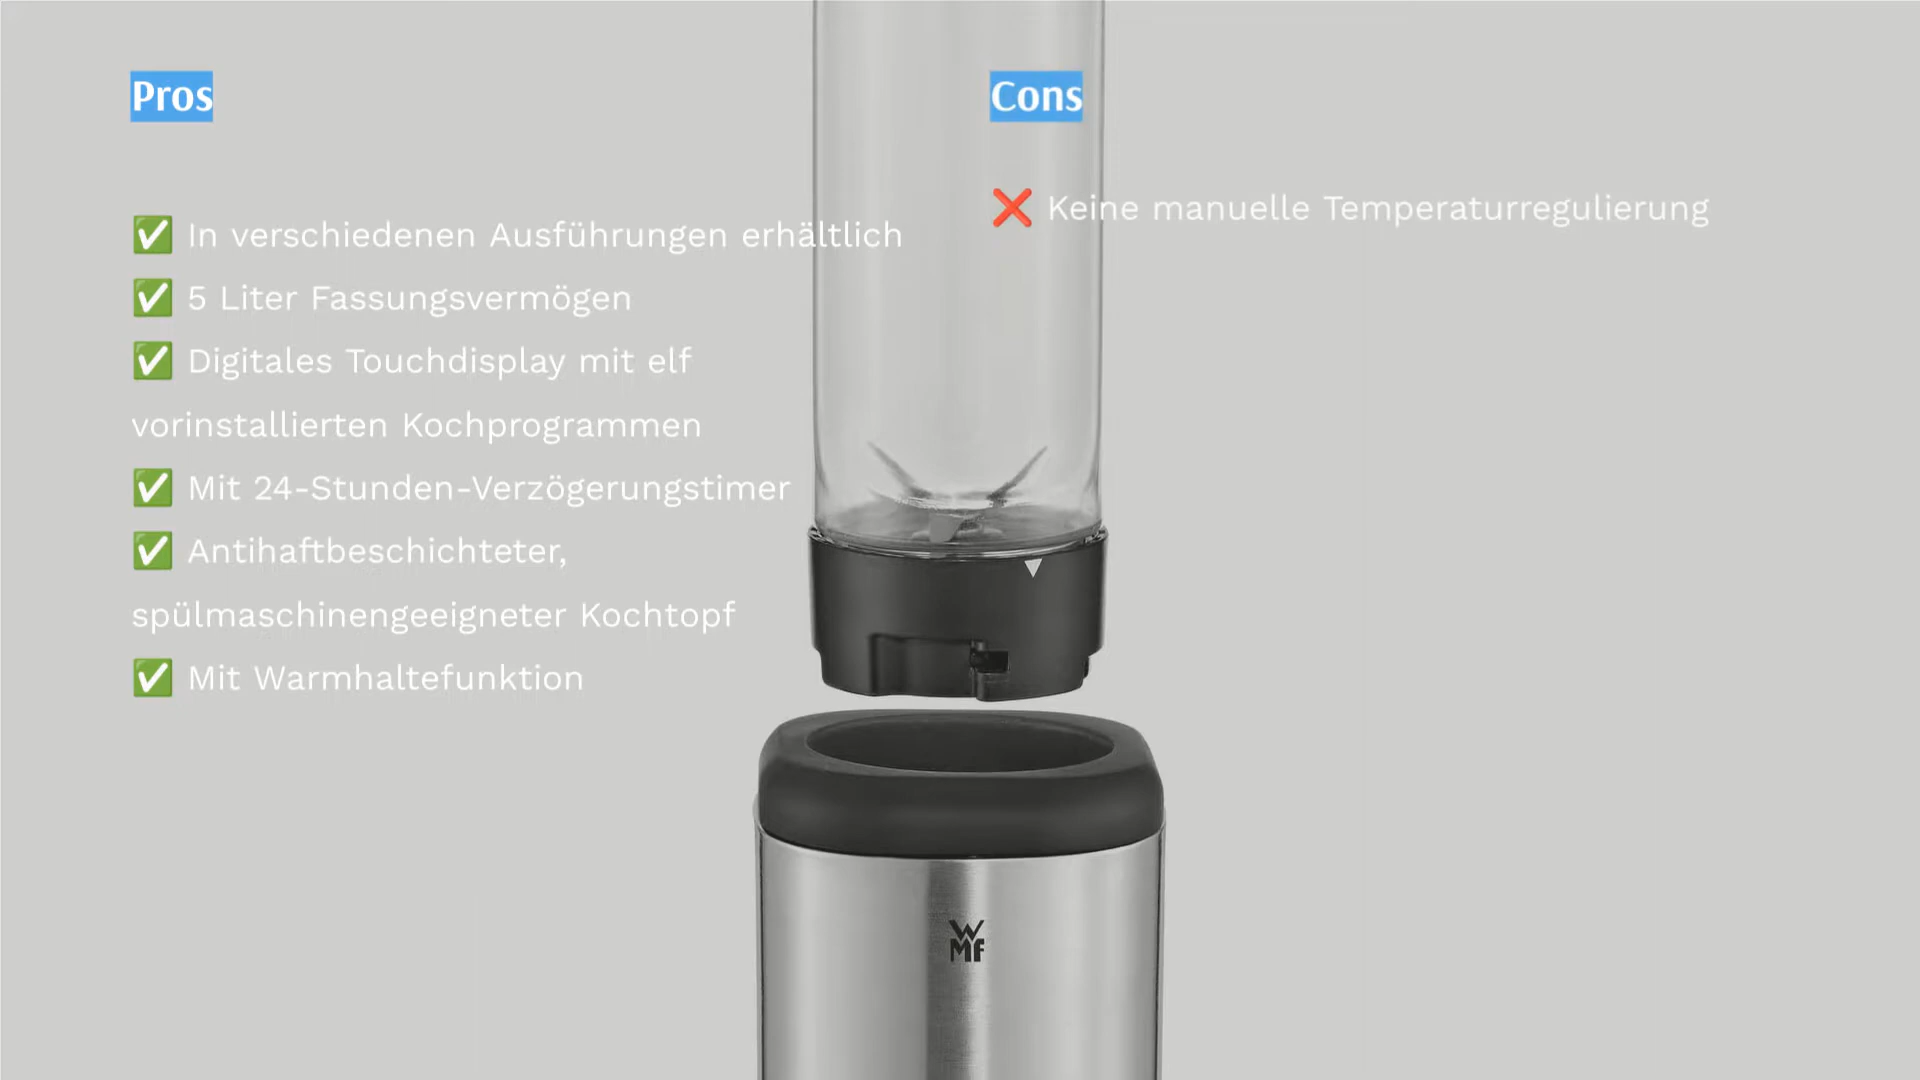 Pros
✅ In verschiedenen Ausführungen erhältlich
✅ 5 Liter Fassungsvermögen
✅ Digitales Touchdisplay mit elf
vorinstallierten Kochprogrammen
✅ Mit 24-Stunden-Verzögerungstimer
✅ Antihaftbeschichteter,
spülmaschinengeeigneter Kochtopf
✅ Mit Warmhaltefunktion
Cons
❌ Keine manuelle Temperaturregulierung
WMF